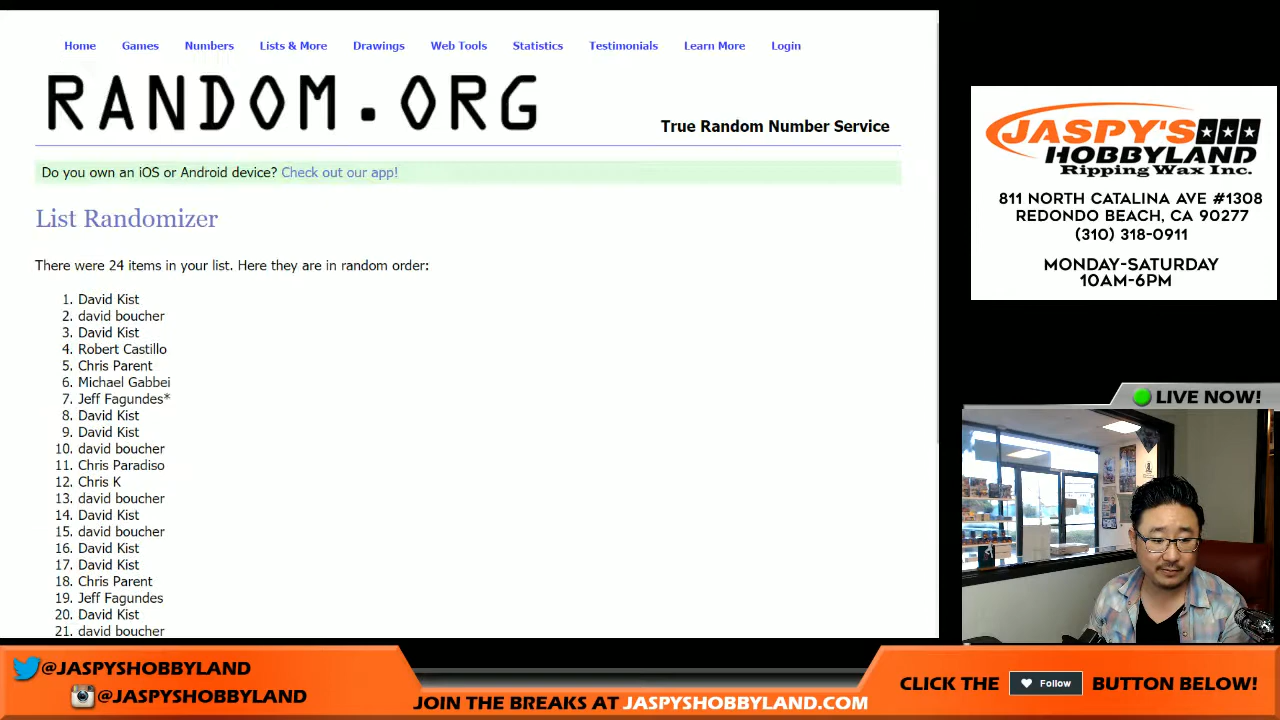 Home Games Numbers Lists & More Drawings Web Tools Statistics Testimonials Learn More Login
RANDOM.ORG
True Random Number Service
Do you own an iOS or Android device? Check out our app!
List Randomizer
There were 24 items in your list. Here they are in random order:
1. David Kist
2. david boucher
3. David Kist
4. Robert Castillo
5. Chris Parent
6. Michael Gabbei
7. Jeff Fagundes*
8. David Kist
9. David Kist
10. david boucher
11. Chris Paradiso
12. Chris K
13. david boucher
14. David Kist
15. david boucher
16. David Kist
17. David Kist
18. Chris Parent
19. Jeff Fagundes
20. David Kist
21. david boucher
JASPY'S
HOBBYLAND
Ripping Wax Inc.
811 NORTH CATALINA AVE #1308
REDONDO BEACH, CA 90277
(310) 318-0911
MONDAY-SATURDAY
10AM-6PM
LIVE NOW!
@JASPYSHOBBYLAND
@JASPYSHOBBYLAND
JOIN THE BREAKS AT JASPYSHOBBYLAND.COM
CLICK THE Follow BUTTON BELOW!